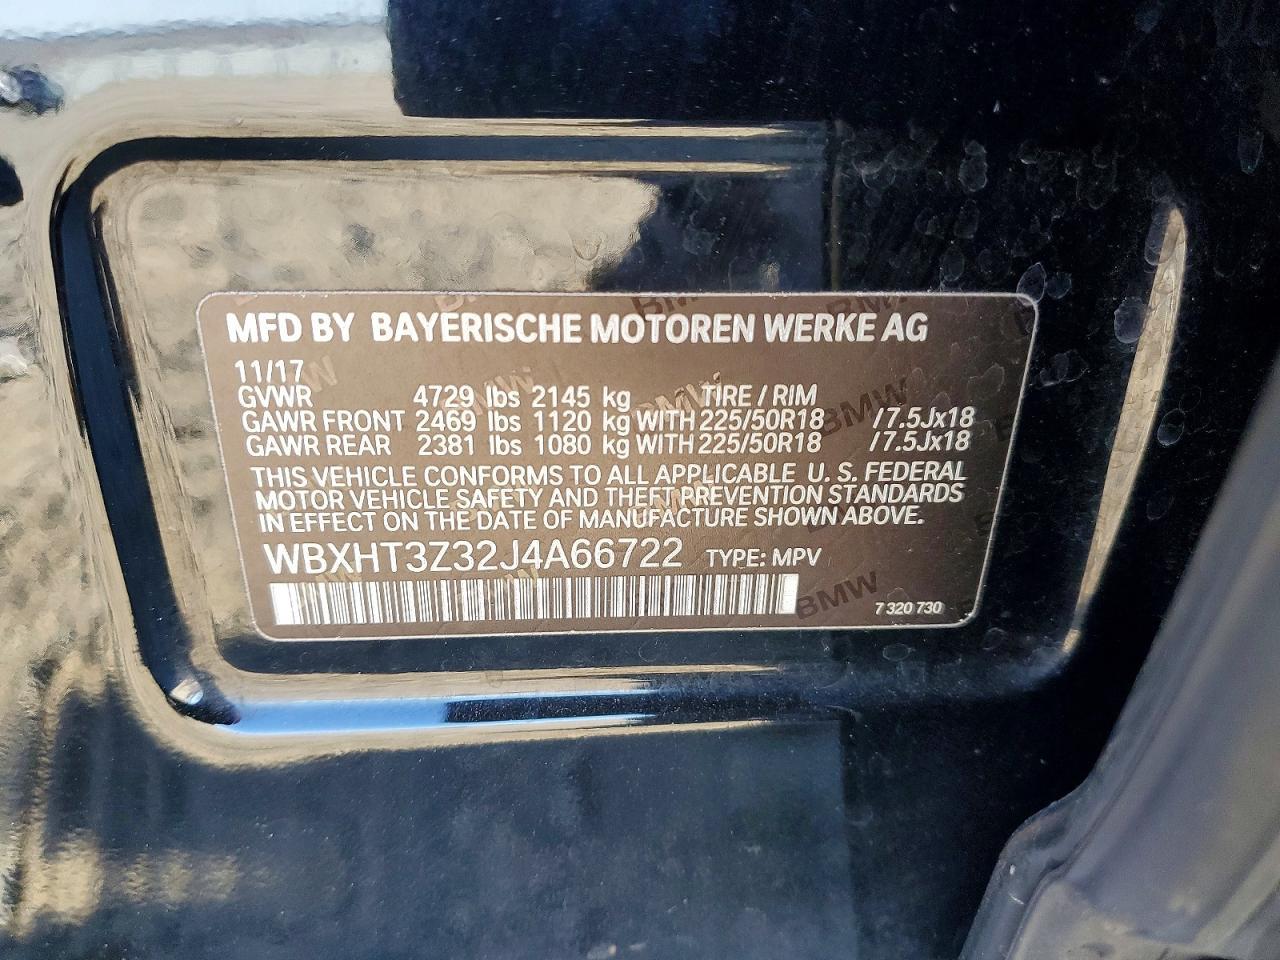 MFD BY BAYERISCHE MOTOREN WERKE AG
11/17
GVWR 4729 lbs 2145 kg TIRE / RIM
GAWR FRONT 2469 lbs 1120 kg WITH 225/50R18 /7.5Jx18
GAWR REAR 2381 lbs 1080 kg WITH 225/50R18 /7.5Jx18
THIS VEHICLE CONFORMS TO ALL APPLICABLE U. S. FEDERAL
MOTOR VEHICLE SAFETY AND THEFT PREVENTION STANDARDS
IN EFFECT ON THE DATE OF MANUFACTURE SHOWN ABOVE.
WBXHT3Z32J4A66722 TYPE: MPV
BMW
7 320 730